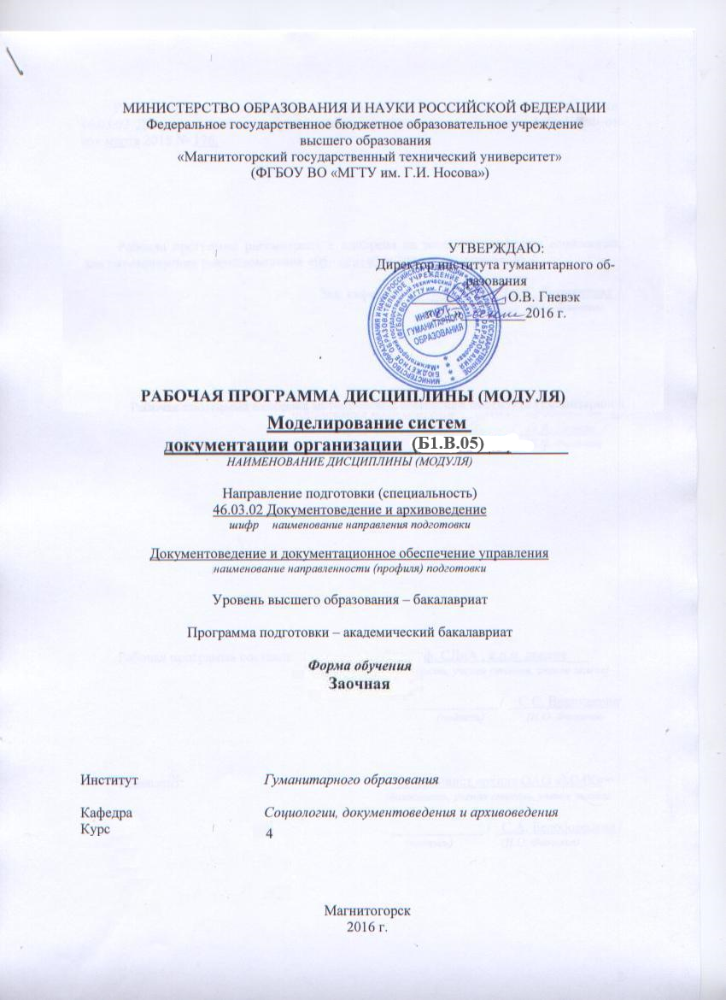 МИНИСТЕРСТВО ОБРАЗОВАНИЯ И НАУКИ РОССИЙСКОЙ ФЕДЕРАЦИИ
Федеральное государственное бюджетное образовательное учреждение
высшего образования
«Магнитогорский государственный технический университет»
(ФГБОУ ВО «МГТУ им. Г.И. Носова»)
УТВЕРЖДАЮ:
Директор института гуманитарного об-
разования
О.В. Гневэк
2016 г.
ИНСТИТУТ
ГУМАНИТАРНОГО
ОБРАЗОВАНИЯ
РАБОЧАЯ ПРОГРАММА ДИСЦИПЛИНЫ (МОДУЛЯ)
Моделирование систем
документации организации (Б1.В.05)
НАИМЕНОВАНИЕ ДИСЦИПЛИНЫ (МОДУЛЯ)
Направление подготовки (специальность)
46.03.02 Документоведение и архивоведение
шифр наименование направления подготовки
Документоведение и документационное обеспечение управления
наименование направленности (профиля) подготовки
Уровень высшего образования – бакалавриат
Программа подготовки – академический бакалавриат
Форма обучения
Заочная
Институт Гуманитарного образования
Кафедра Социологии, документоведения и архивоведения
Курс 4
Магнитогорск
2016 г.